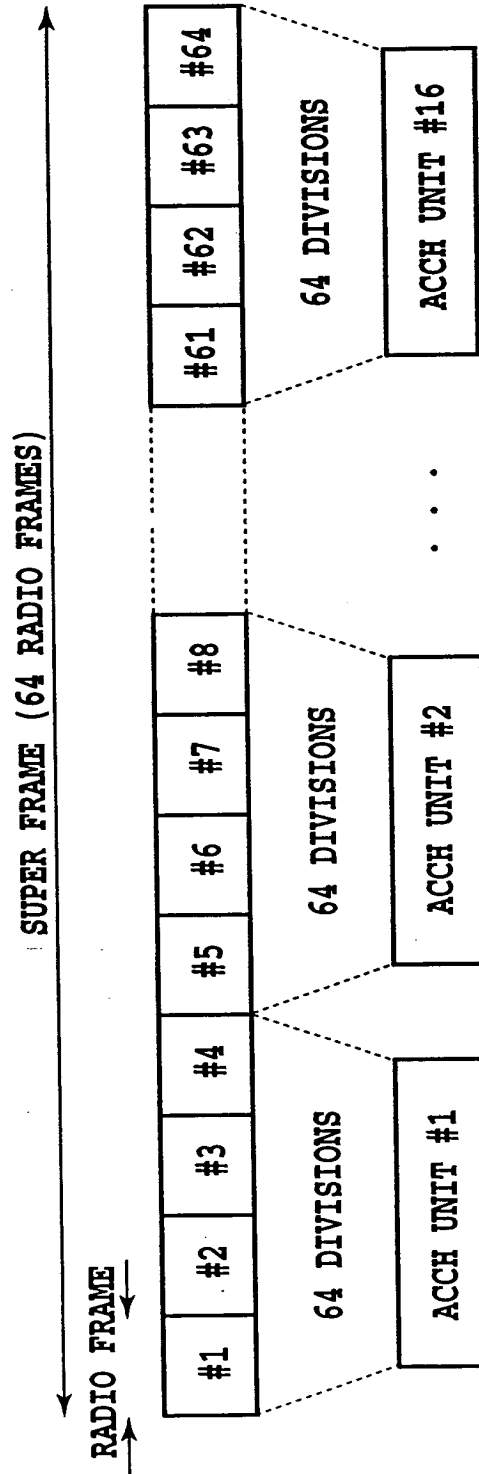 SUPER FRAME (64 RADIO FRAMES)
RADIO FRAME
#1 #2 #3 #4 #5 #6 #7 #8 #61 #62 #63 #64
64 DIVISIONS 64 DIVISIONS 64 DIVISIONS
ACCH UNIT #1 ACCH UNIT #2 . . . ACCH UNIT #16